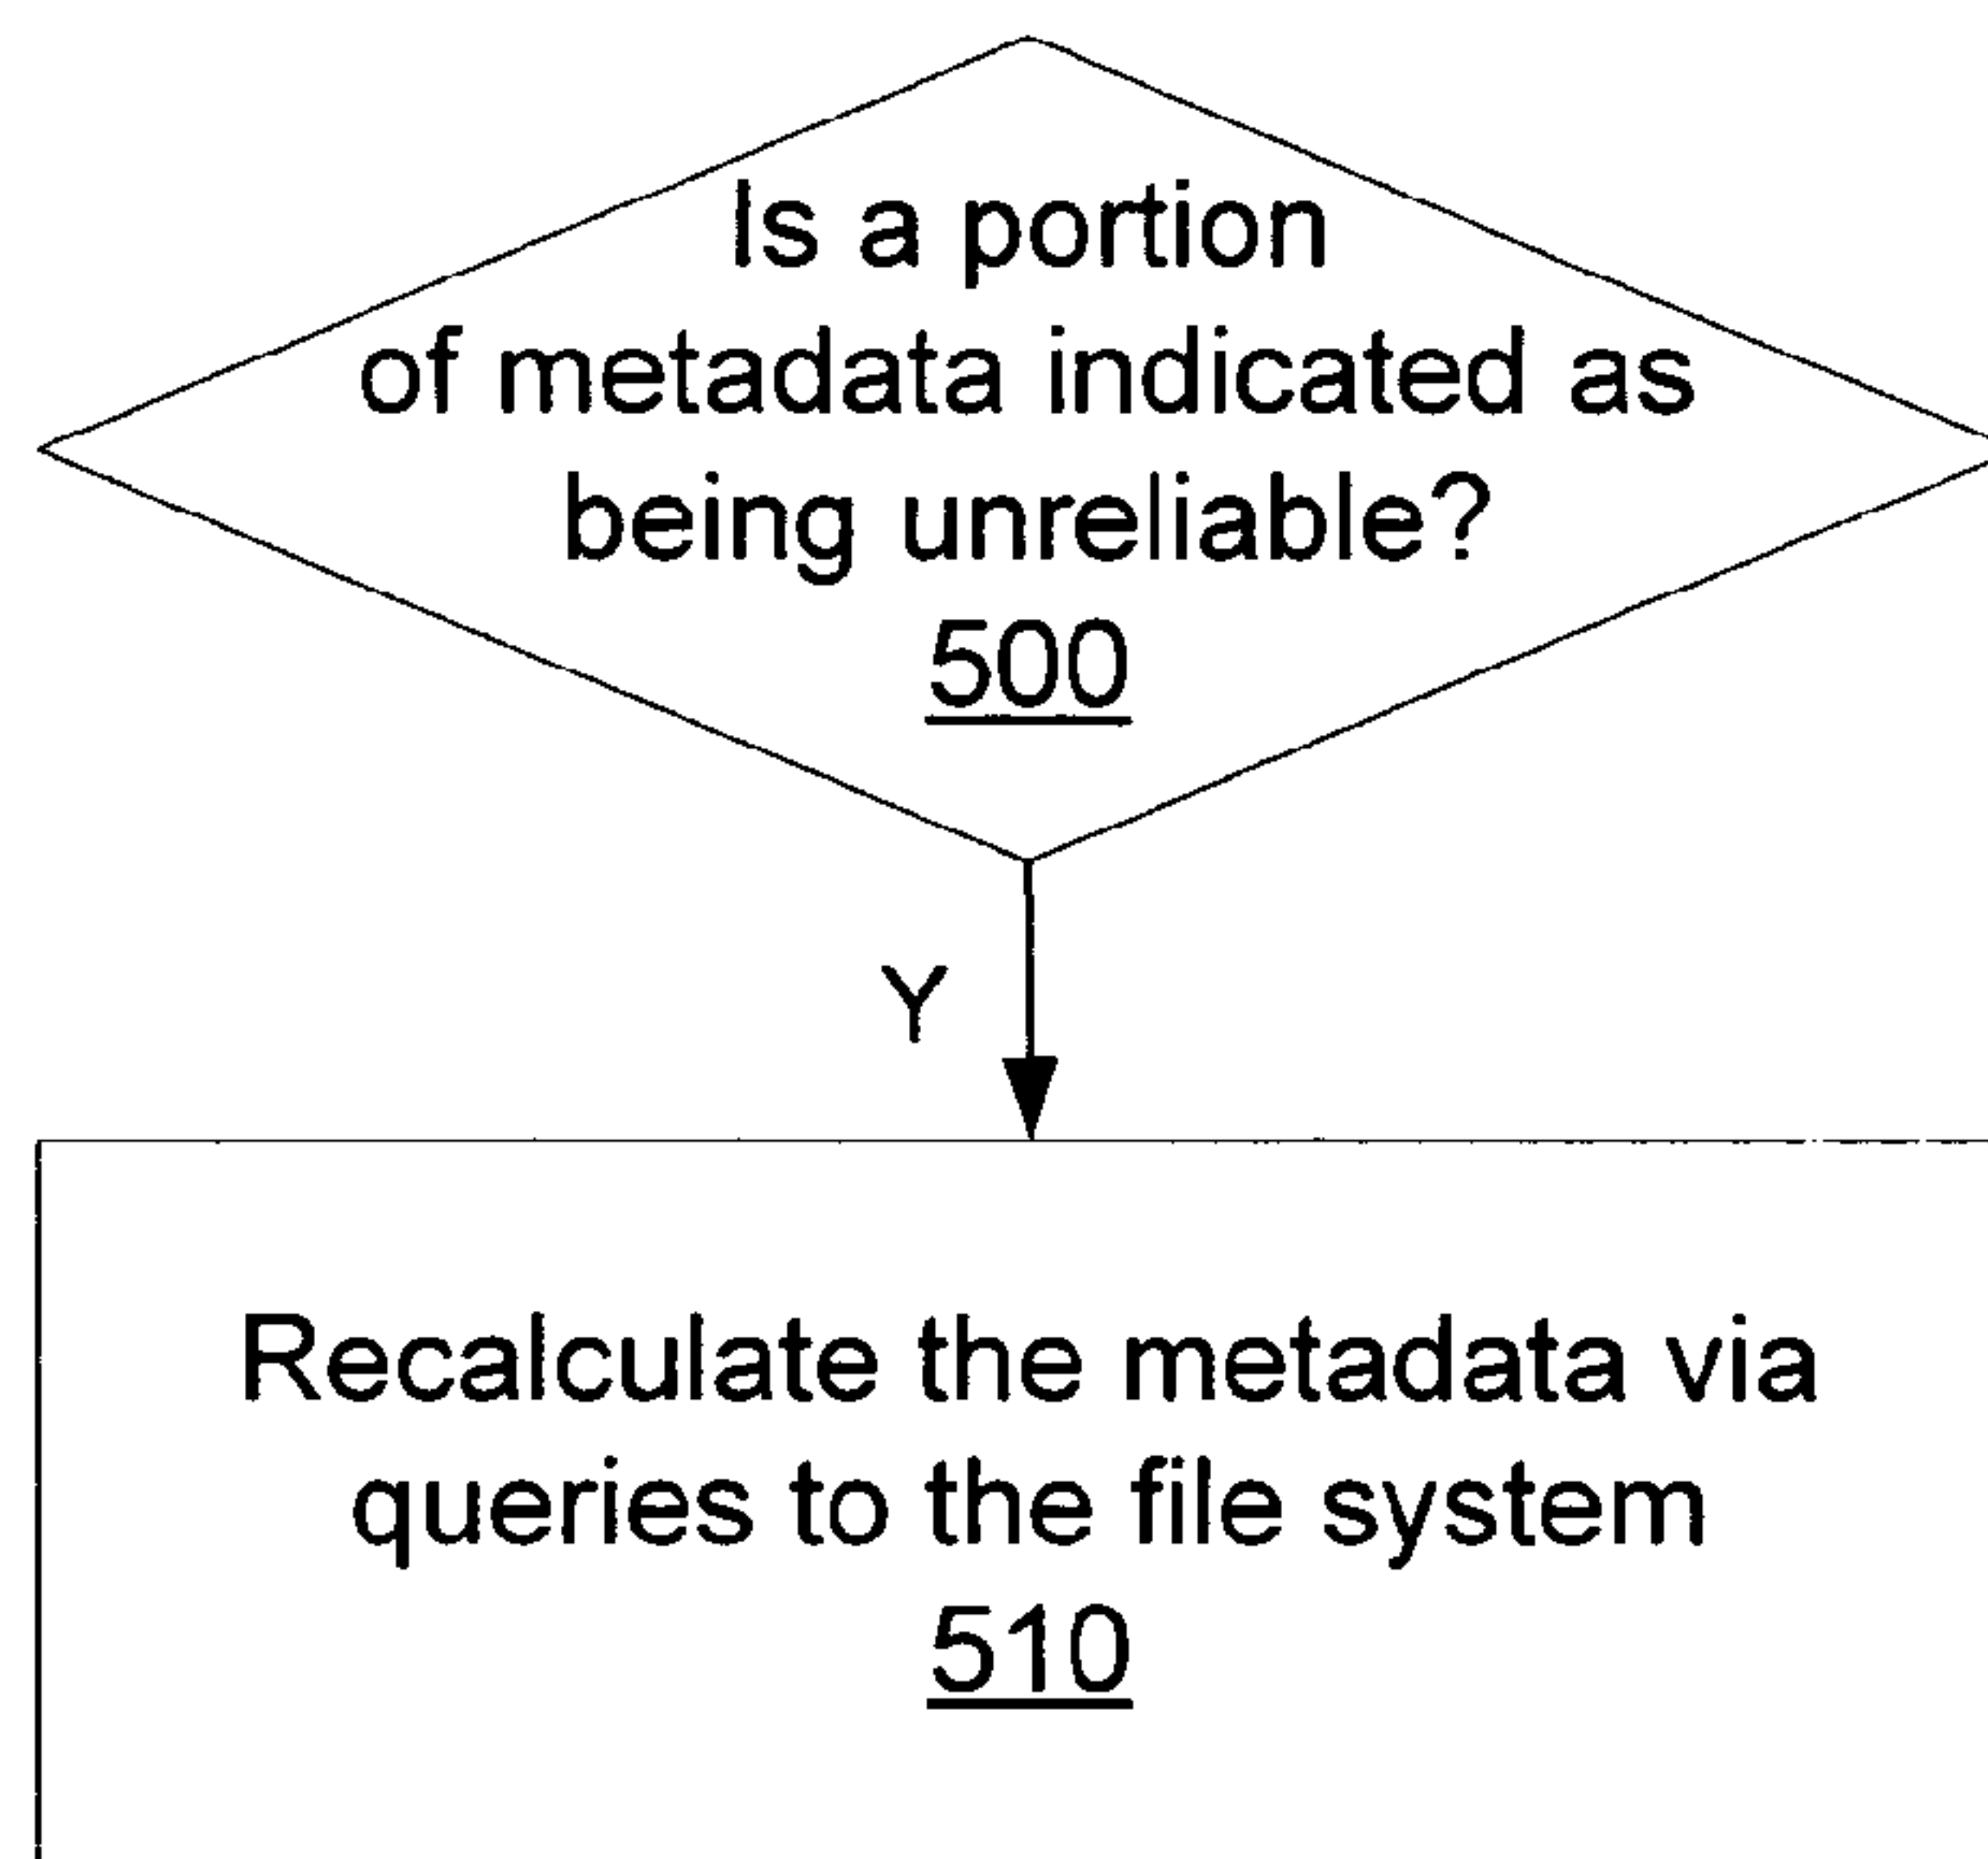 Is a portion
of metadata indicated as
being unreliable?
500
Y
Recalculate the metadata via
queries to the file system
510